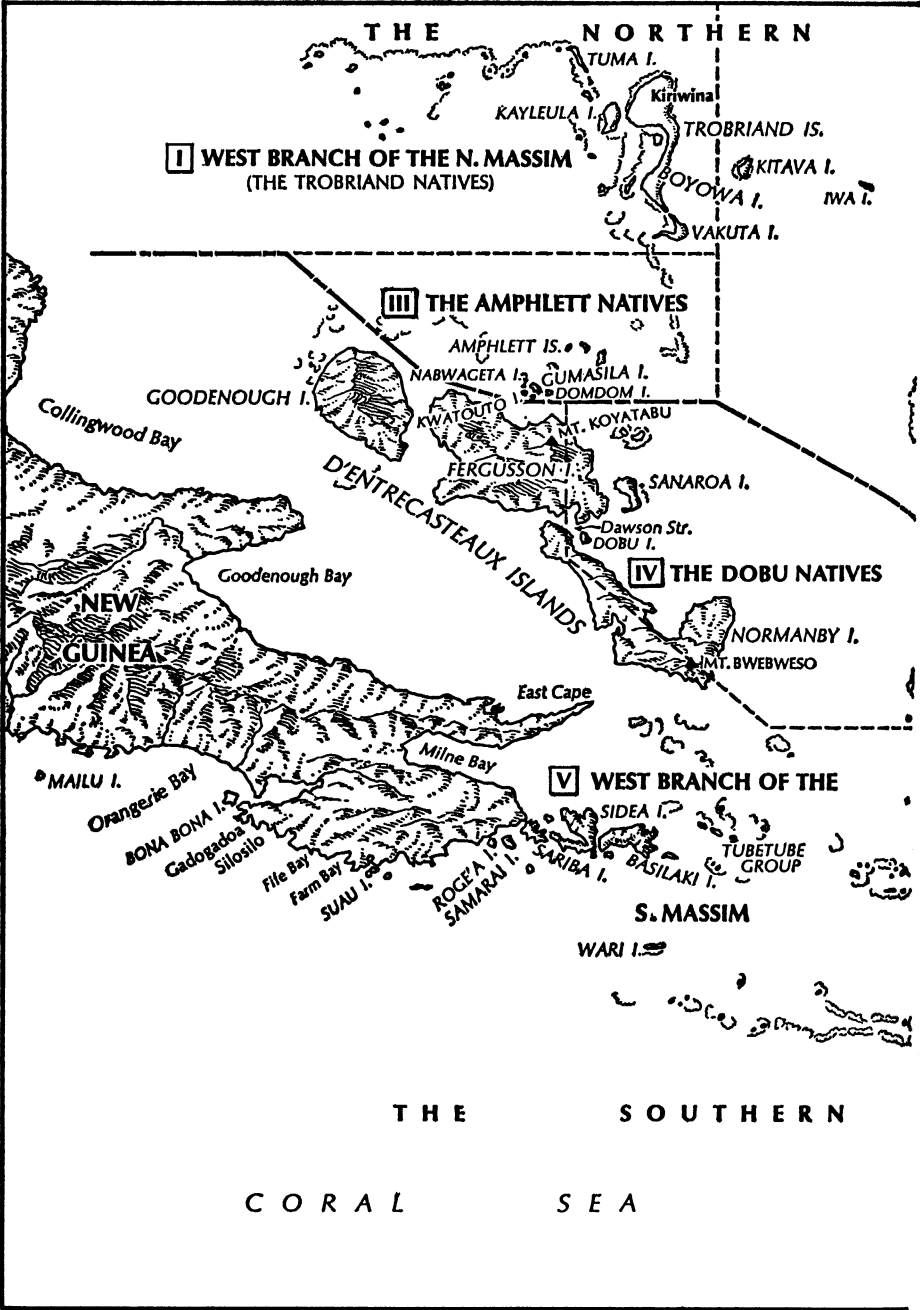 THE NORTHERN
TUMA I.
Kiriwina
KAYLEULA I.
TROBRIAND IS.
I WEST BRANCH OF THE N. MASSIM
(THE TROBRIAND NATIVES)
KITAVA I.
BOYOWA I.
IWA I.
VAKUTA I.
III THE AMPHLETT NATIVES
AMPHLETT IS.
NABWAGETA I.
GUMASILA I.
DOMDOM I.
GOODENOUGH I.
KWATOUTO I.
MT. KOYATABU
Collingwood Bay
FERGUSSON I.
SANAROA I.
D'ENTRECASTEAUX ISLANDS
Dawson Str.
DOBU I.
Goodenough Bay
IV THE DOBU NATIVES
NEW
GUINEA
NORMANBY I.
MT. BWEBWESO
East Cape
Milne Bay
MAILU I.
Orangerie Bay
V WEST BRANCH OF THE
SIDEA I.
BONA BONA I.
Gadogadoa
Silosilo
Fife Bay
Farm Bay
SUAU I.
ROGE'A I.
SAMARAI I.
SARIBA I.
BASILAKI I.
TUBETUBE
GROUP
S. MASSIM
WARI I.
THE SOUTHERN
CORAL SEA